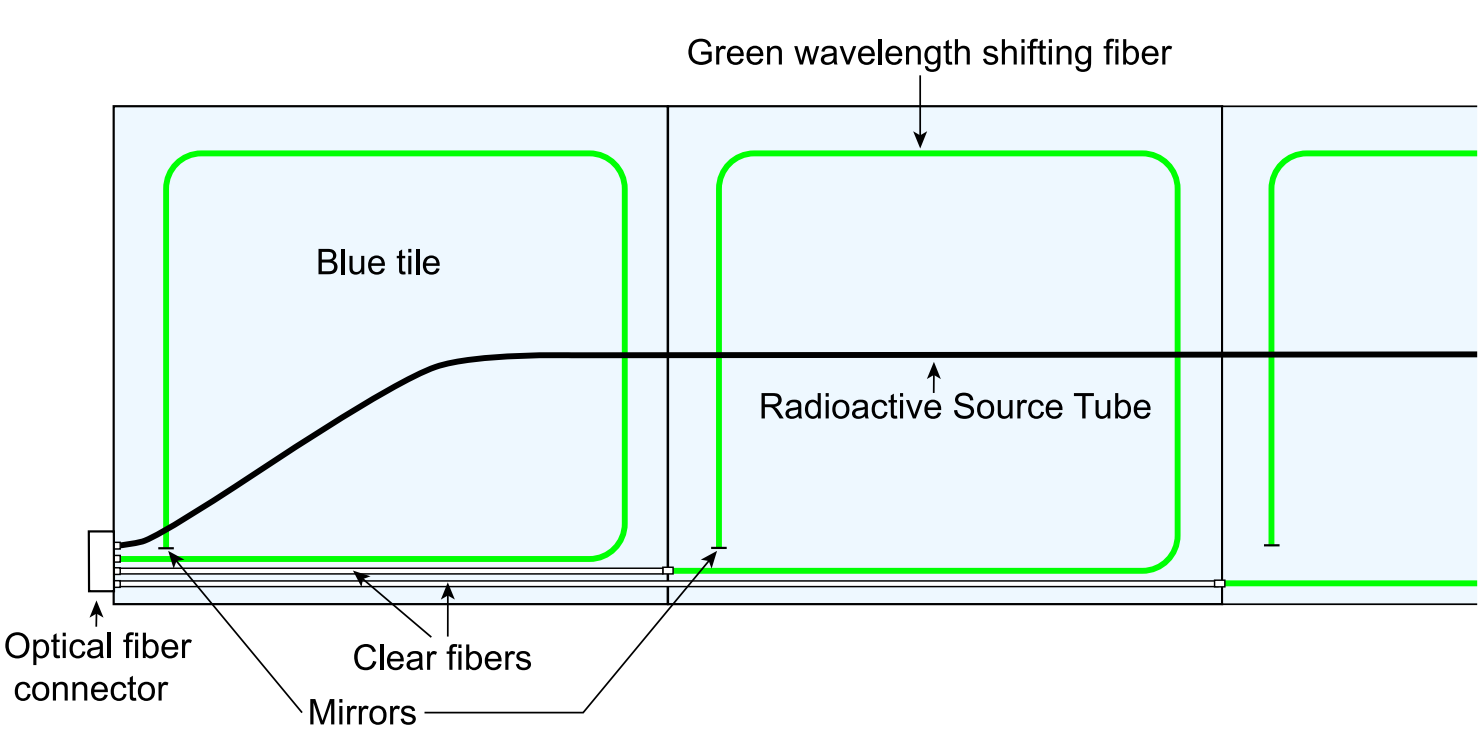 Green wavelength shifting fiber
Blue tile
Radioactive Source Tube
Optical fiber
connector
Clear fibers
Mirrors